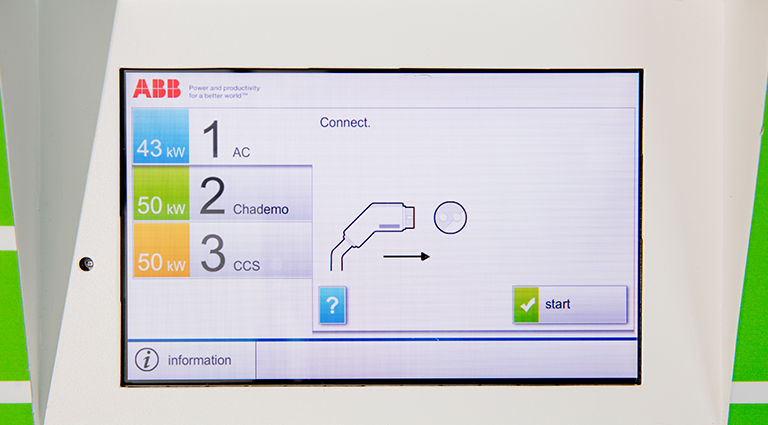 ABB
Power and productivity
for a better world™
43 kW 1 AC
50 kW 2 Chademo
50 kW 3 CCS
Connect.
?
start
i information